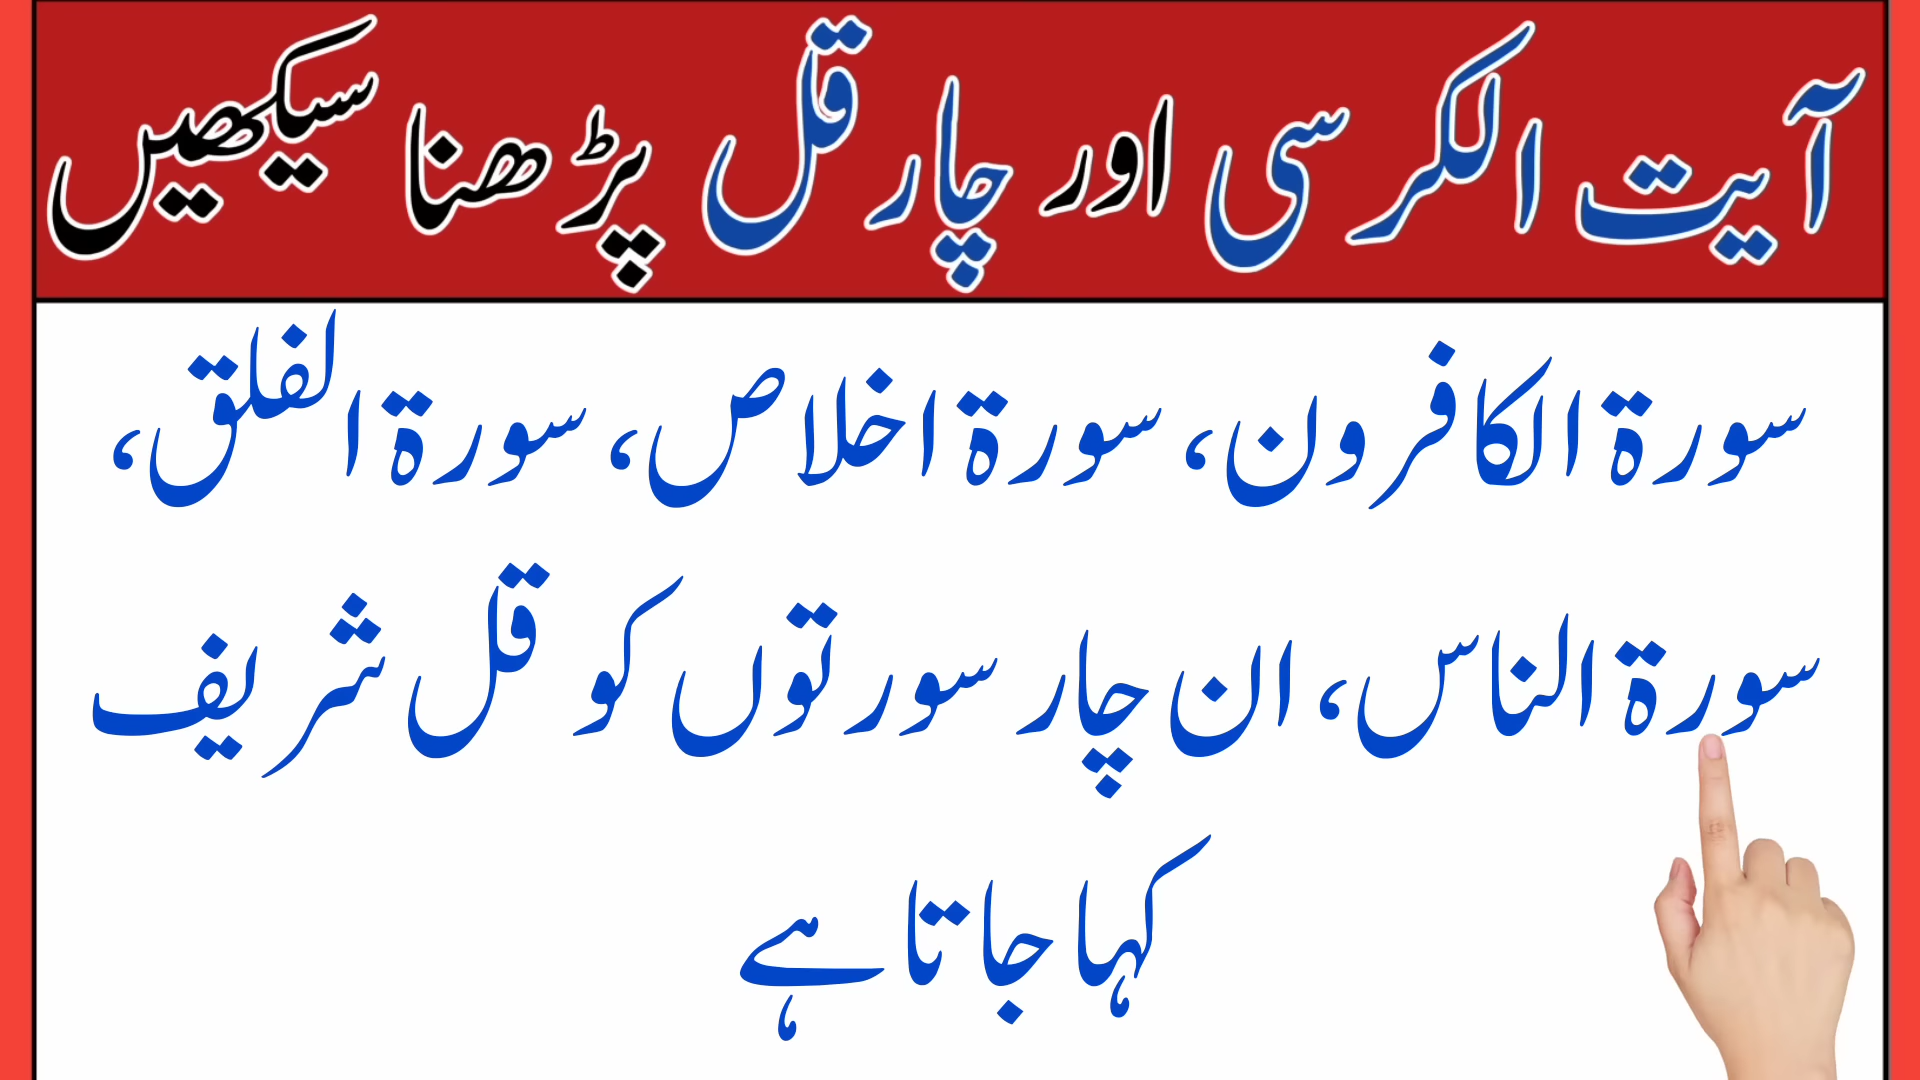 آیت الکرسی اور چار قل پڑھنا سیکھیں
سورۃ الکافرون، سورۃ اخلاص، سورۃ الفلق،
سورۃ الناس، ان چار سورتوں کو قل شریف
کہا جاتا ہے